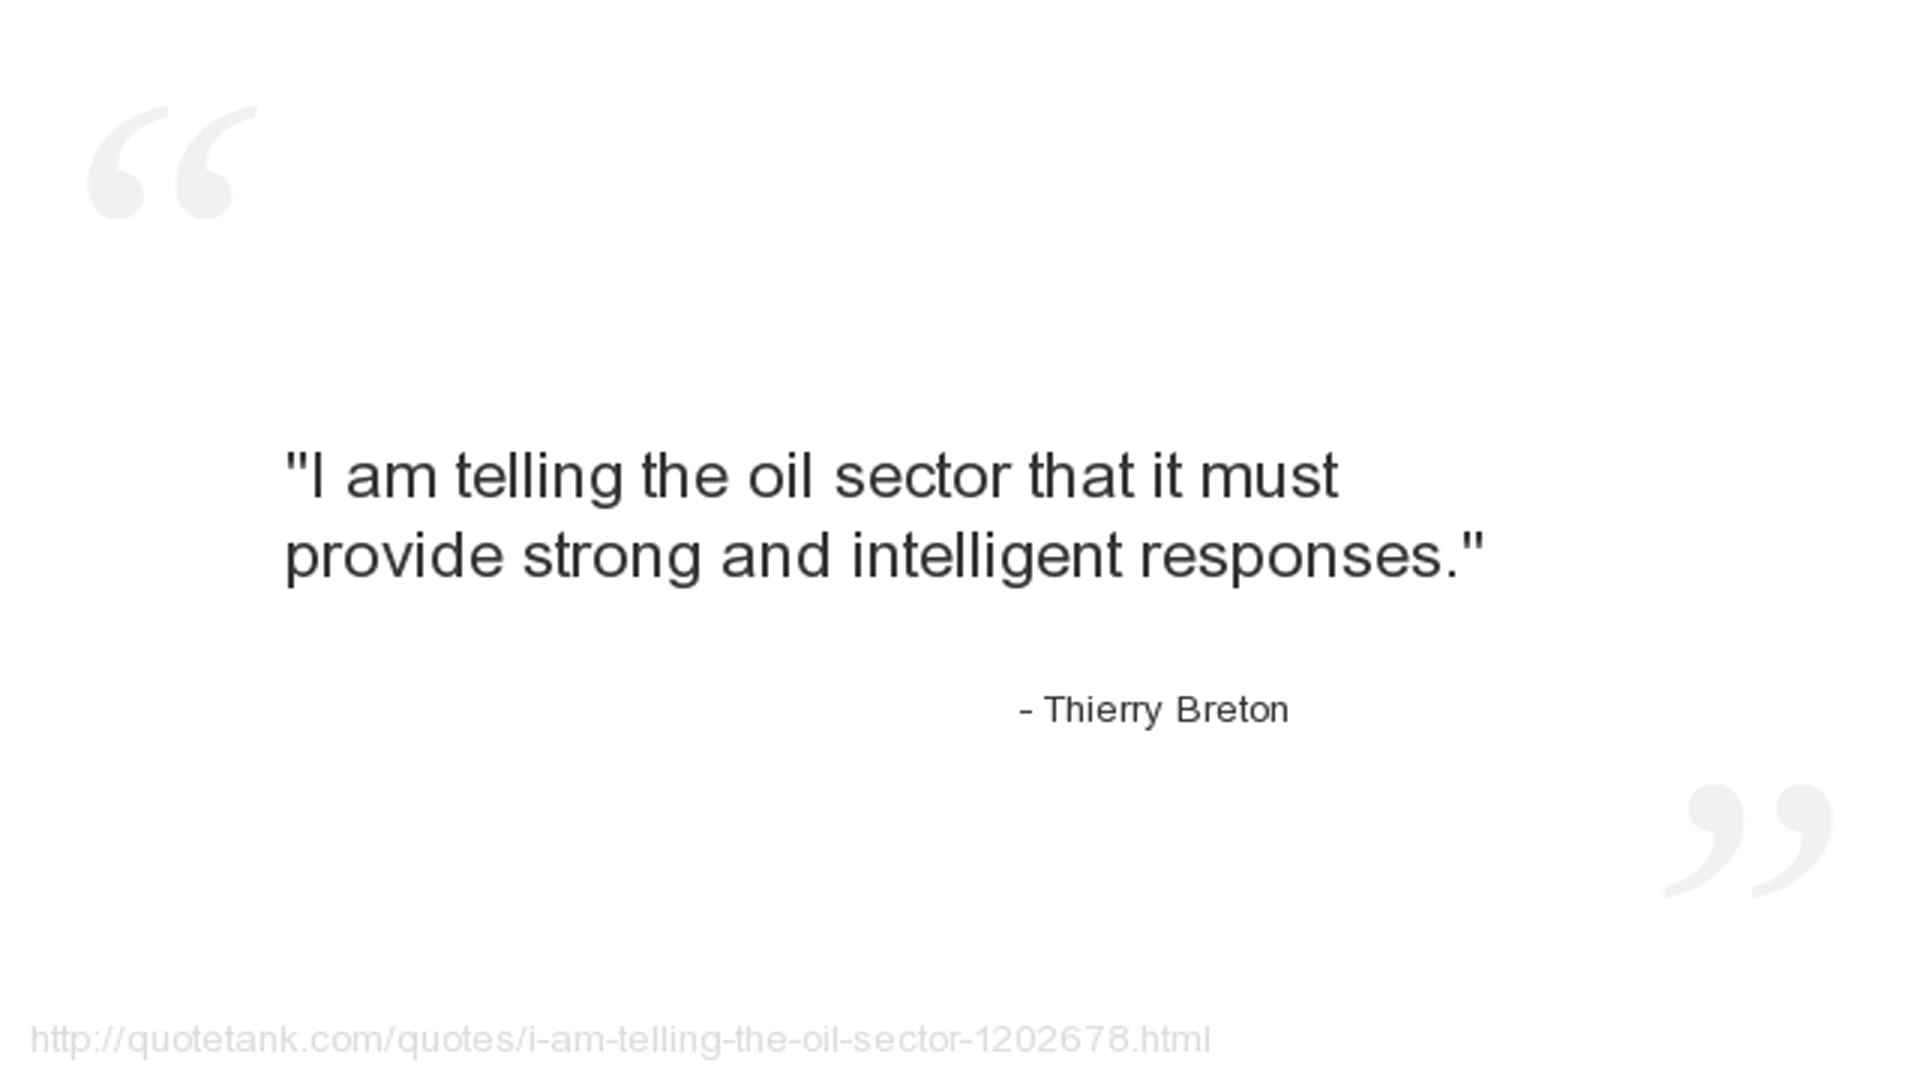 "I am telling the oil sector that it must
provide strong and intelligent responses."
- Thierry Breton
http://quotetank.com/quotes/i-am-telling-the-oil-sector-1202678.html